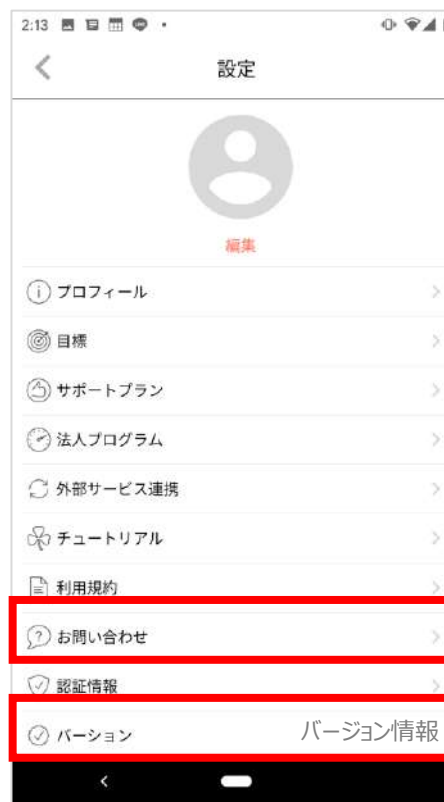 2:13
設定
編集
プロフィール
目標
サポートプラン
法人プログラム
外部サービス連携
チュートリアル
利用規約
お問い合わせ
認証情報
バーション バージョン情報